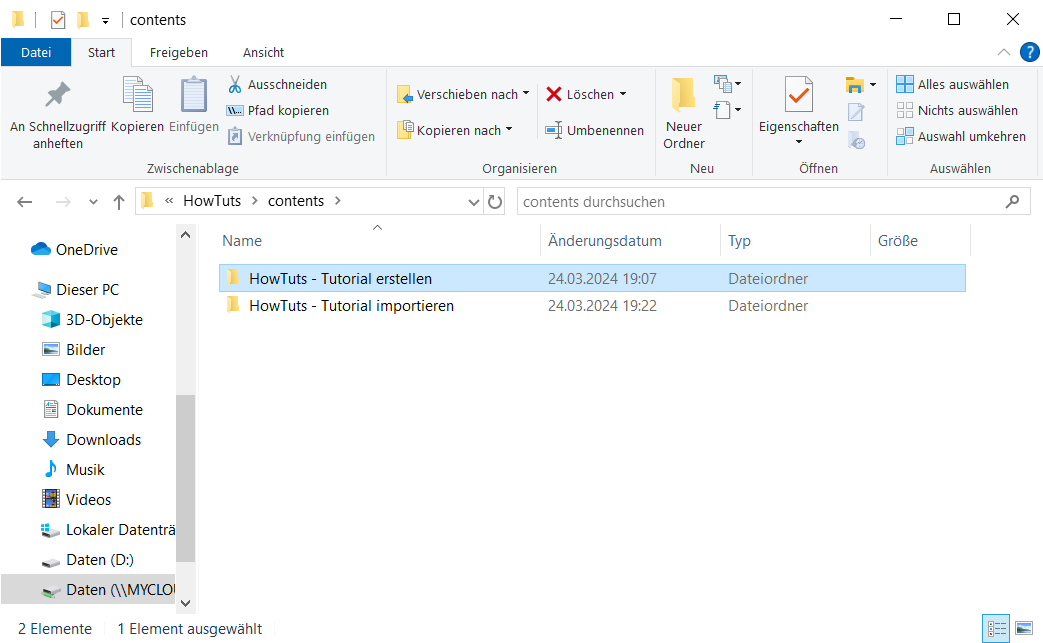 contents
Datei Start Freigeben Ansicht
An Schnellzugriff
anheften
Kopieren
Einfügen
Ausschneiden
Pfad kopieren
Verknüpfung einfügen
Zwischenablage
Verschieben nach
Kopieren nach
Löschen
Umbenennen
Organisieren
Neuer
Ordner
Neu
Eigenschaften
Öffnen
Alles auswählen
Nichts auswählen
Auswahl umkehren
Auswählen
« HowTuts > contents >
contents durchsuchen
OneDrive
Dieser PC
3D-Objekte
Bilder
Desktop
Dokumente
Downloads
Musik
Videos
Lokaler Datenträ
Daten (D:)
Daten (\\MYCLOU
Name Änderungsdatum Typ Größe
HowTuts - Tutorial erstellen 24.03.2024 19:07 Dateiordner
HowTuts - Tutorial importieren 24.03.2024 19:22 Dateiordner
2 Elemente 1 Element ausgewählt